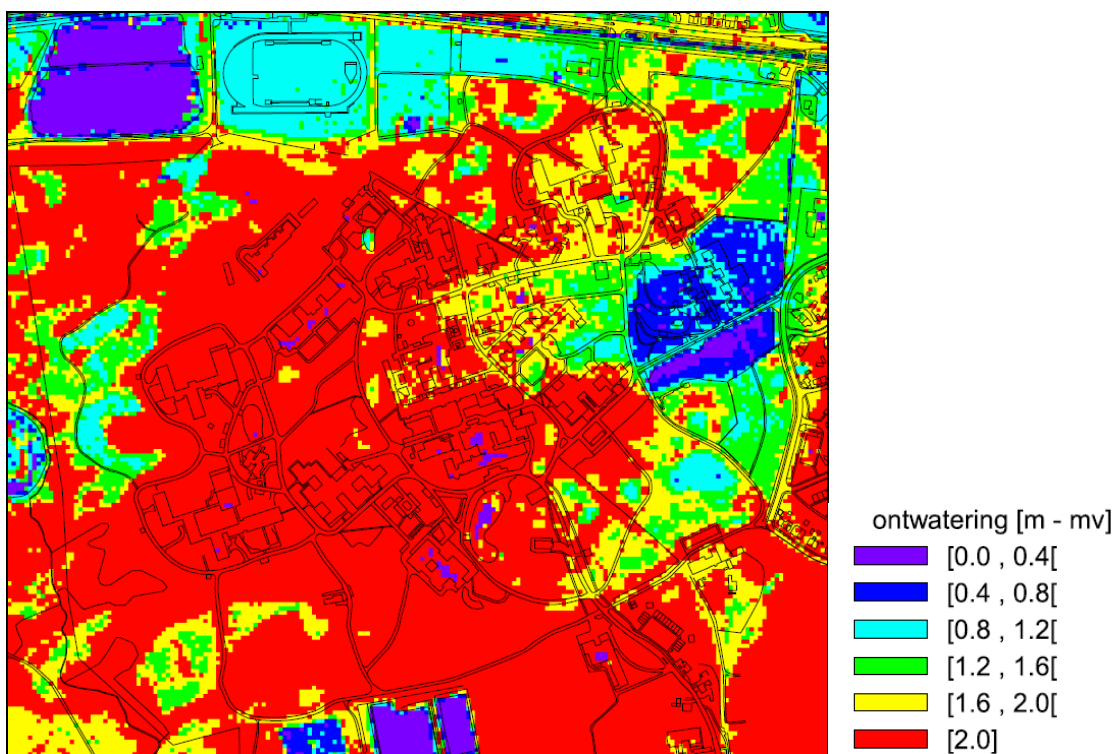 ontwatering [m - mv]
[0.0 , 0.4[
[0.4 , 0.8[
[0.8 , 1.2[
[1.2 , 1.6[
[1.6 , 2.0[
[2.0]